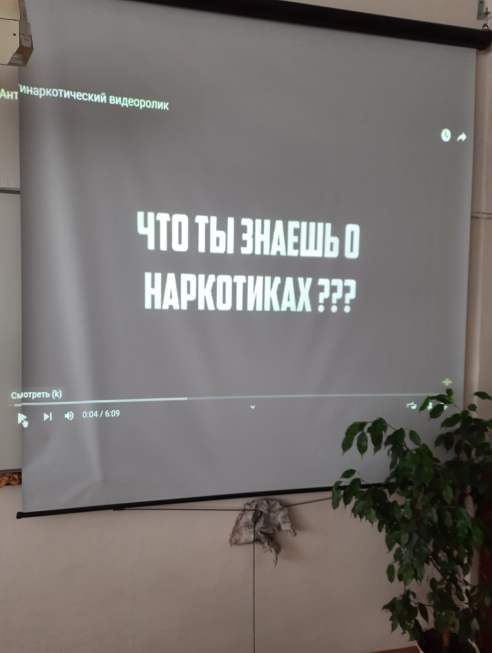 Антинаркотический видеоролик
ЧТО ТЫ ЗНАЕШЬ О
НАРКОТИКАХ ???
Смотреть (k)
0:04 / 6:09